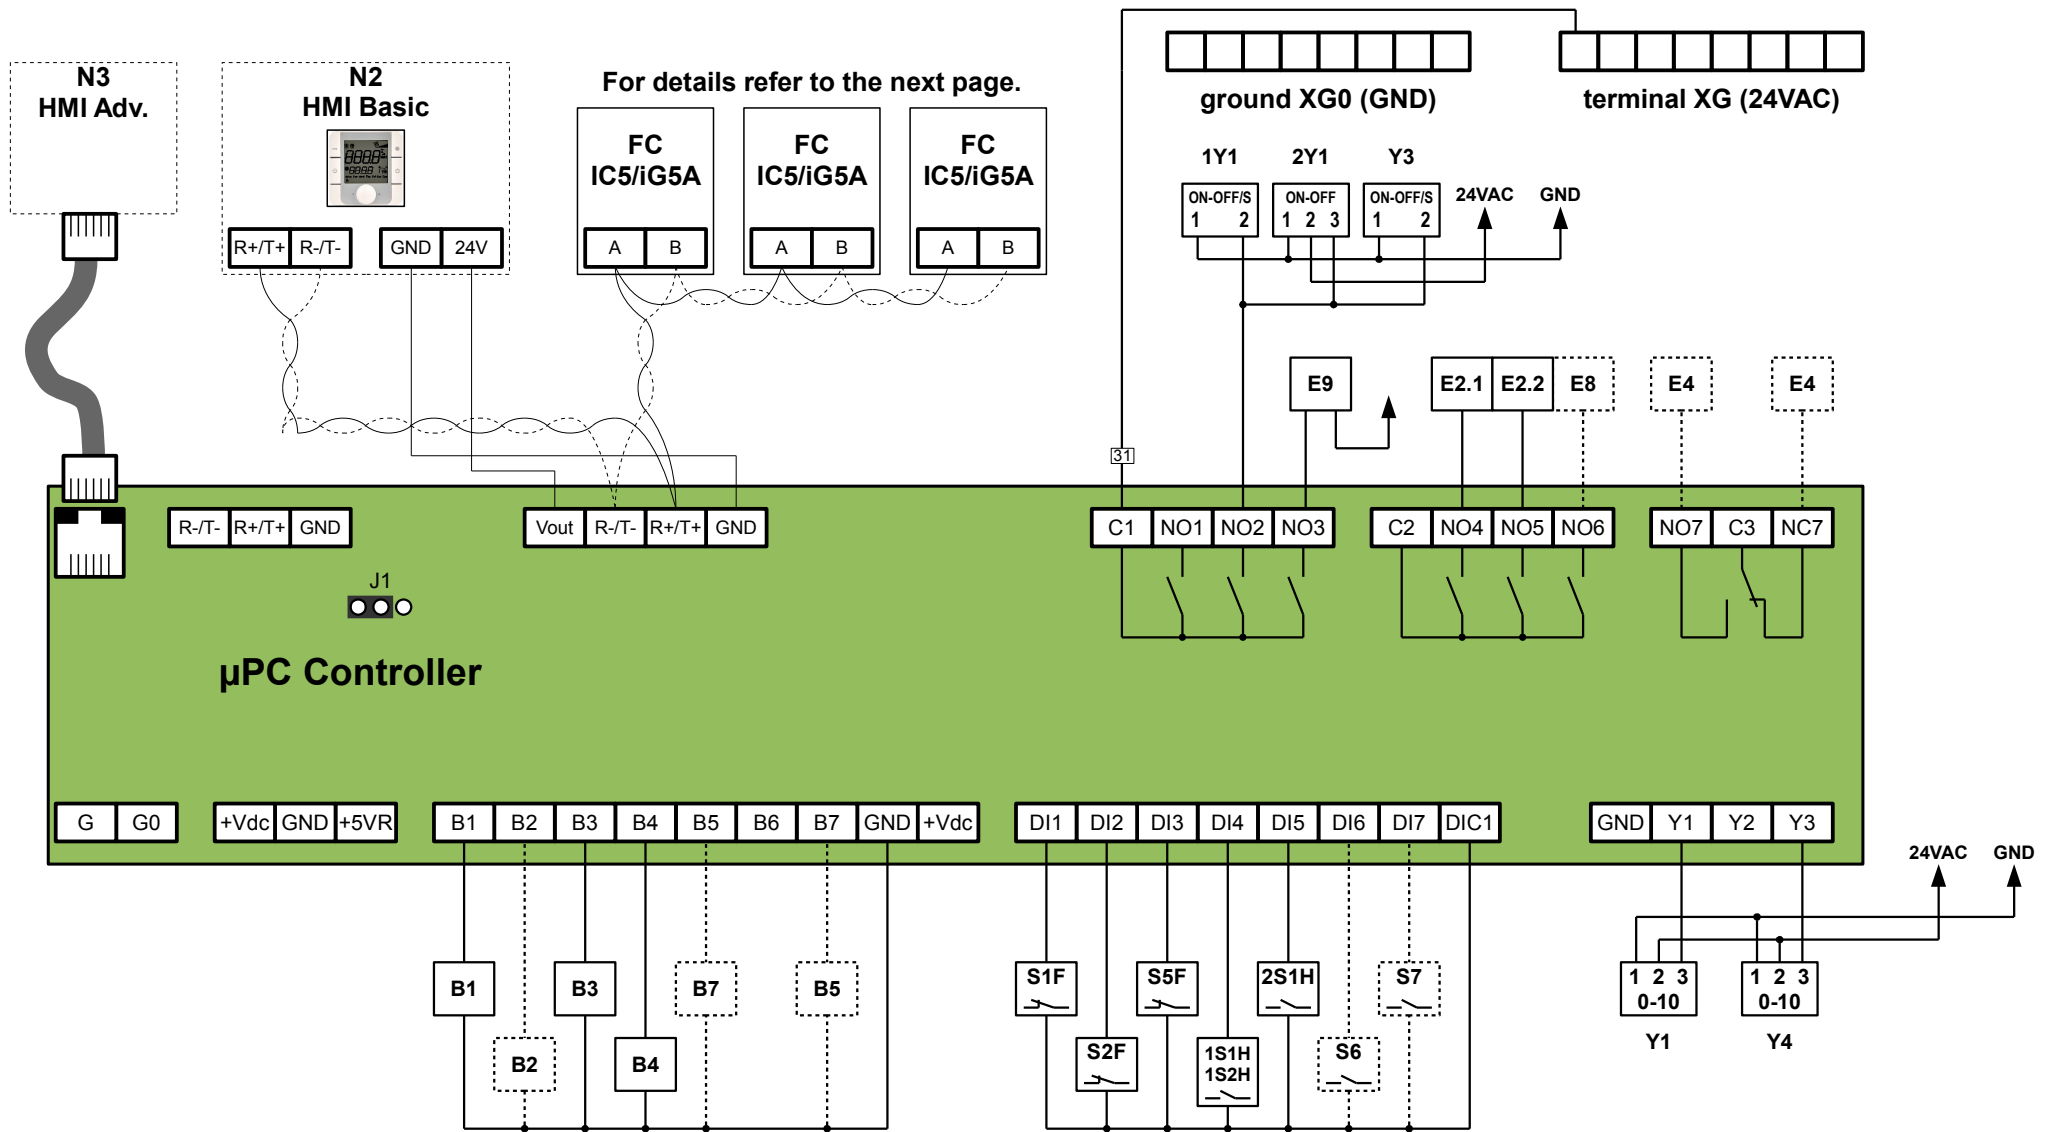 N3
HMI Adv.
N2
HMI Basic
R+/T+ R-/T- GND 24V
For details refer to the next page.
FC
IC5/iG5A
A B
FC
IC5/iG5A
A B
FC
IC5/iG5A
A B
ground XG0 (GND)
terminal XG (24VAC)
1Y1 2Y1 Y3
ON-OFF/S
1 2
ON-OFF
1 2 3
ON-OFF/S
1 2
24VAC GND
E9 E2.1 E2.2 E8 E4 E4
31
R-/T- R+/T+ GND
Vout R-/T- R+/T+ GND
C1 NO1 NO2 NO3
C2 NO4 NO5 NO6
NO7 C3 NC7
J1
µPC Controller
G G0
+Vdc GND +5VR
B1 B2 B3 B4 B5 B6 B7 GND +Vdc
DI1 DI2 DI3 DI4 DI5 DI6 DI7 DIC1
GND Y1 Y2 Y3
24VAC GND
B1 B3 B7 B5
B2 B4
S1F S5F 2S1H S7
S2F
1S1H
1S2H
S6
1 2 3
0-10
Y1
1 2 3
0-10
Y4